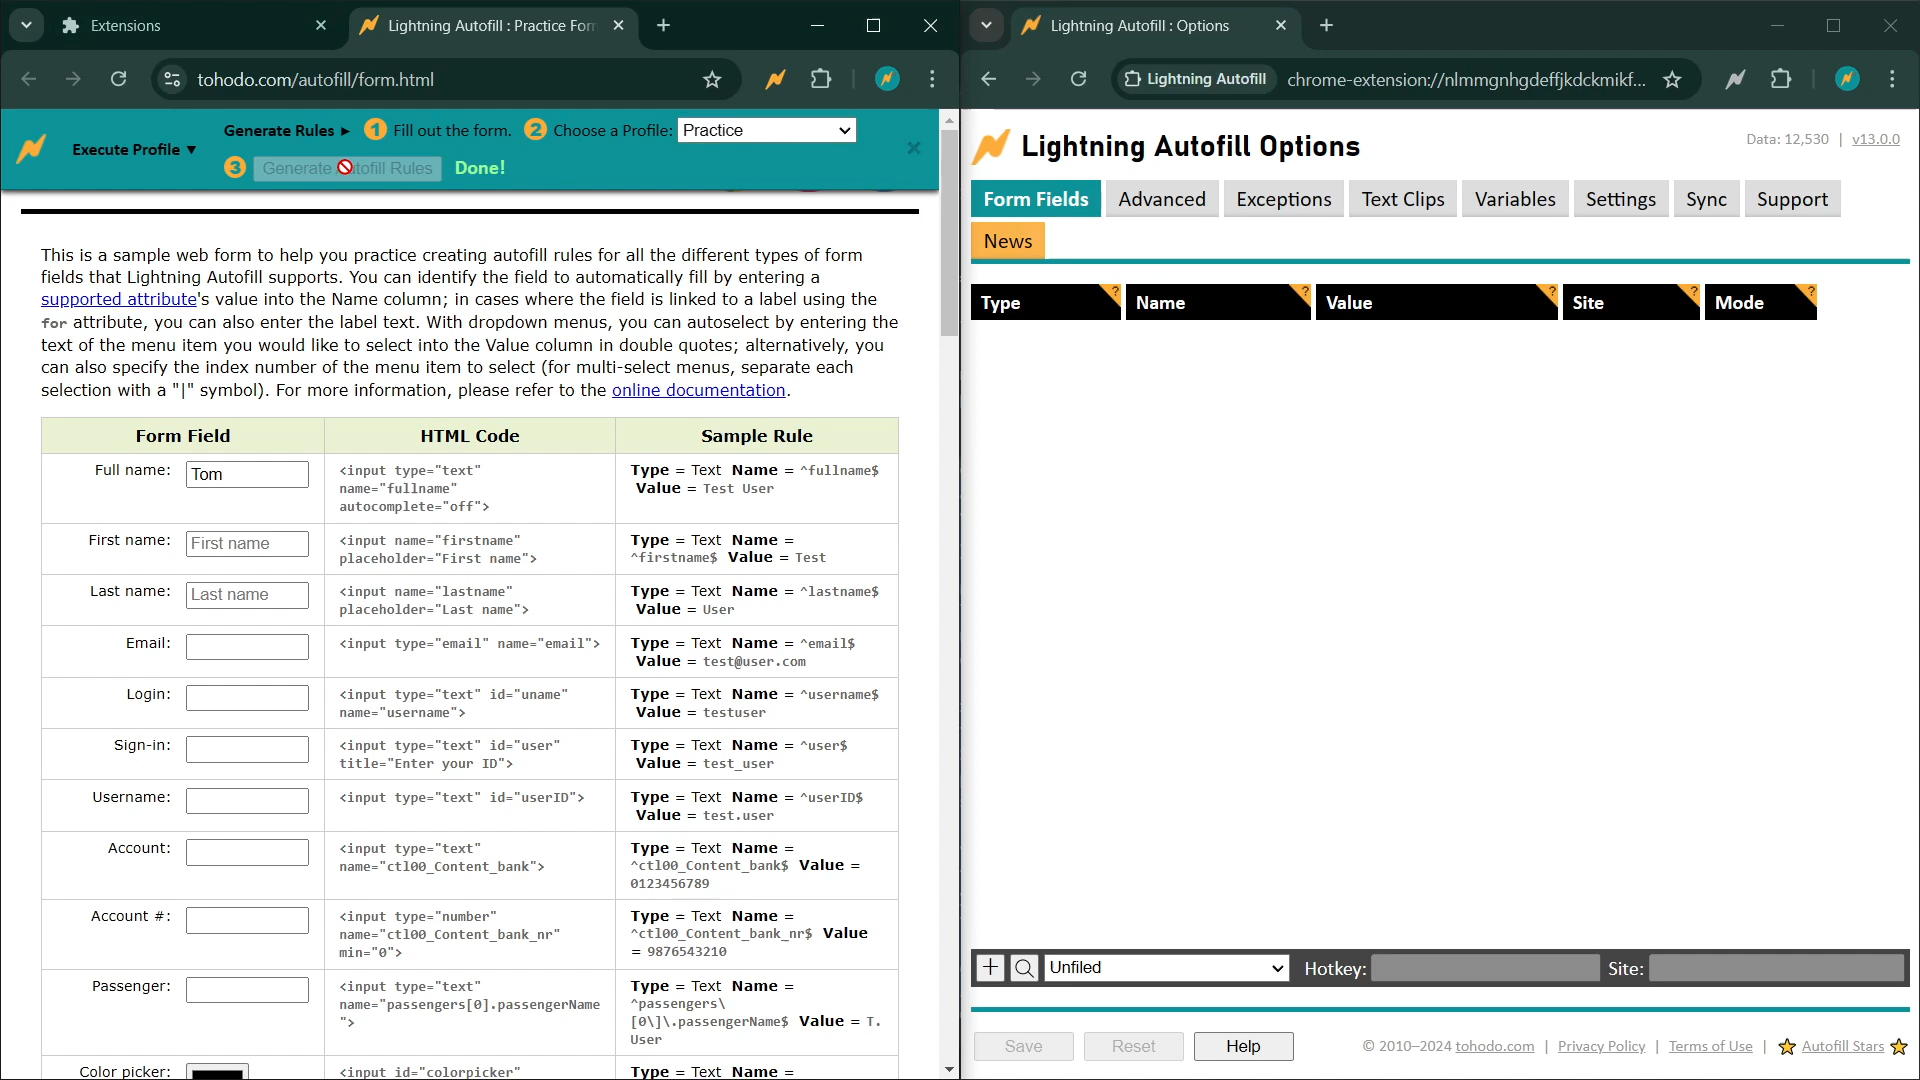 Extensions
Lightning Autofill : Practice For
tohodo.com/autofill/form.html
Execute Profile ▼
Generate Rules ▶ 1 Fill out the form. 2 Choose a Profile: Practice
3 Generate Autofill Rules Done!
This is a sample web form to help you practice creating autofill rules for all the different types of form
fields that Lightning Autofill supports. You can identify the field to automatically fill by entering a
supported attribute's value into the Name column; in cases where the field is linked to a label using the
for attribute, you can also enter the label text. With dropdown menus, you can autoselect by entering the
text of the menu item you would like to select into the Value column in double quotes; alternatively, you
can also specify the index number of the menu item to select (for multi-select menus, separate each
selection with a "|" symbol). For more information, please refer to the online documentation.
Form Field HTML Code Sample Rule
Full name: Tom <input type="text" Type = Text Name = ^fullname$
name="fullname" Value = Test User
autocomplete="off">
First name: First name <input name="firstname" Type = Text Name =
placeholder="First name"> ^firstname$ Value = Test
Last name: Last name <input name="lastname" Type = Text Name = ^lastname$
placeholder="Last name"> Value = User
Email: <input type="email" name="email"> Type = Text Name = ^email$
Value = test@user.com
Login: <input type="text" id="uname" Type = Text Name = ^username$
name="username"> Value = testuser
Sign-in: <input type="text" id="user" Type = Text Name = ^user$
title="Enter your ID"> Value = test_user
Username: <input type="text" id="userID"> Type = Text Name = ^userID$
Value = test.user
Account: <input type="text" Type = Text Name =
name="ctl00_Content_bank"> ^ctl00_Content_bank$ Value =
0123456789
Account #: <input type="number" Type = Text Name =
name="ctl00_Content_bank_nr" ^ctl00_Content_bank_nr$ Value
min="0"> = 9876543210
Passenger: <input type="text" Type = Text Name =
name="passengers[0].passengerName ^passengers\
"> [0\]\.passengerName$ Value = T.
User
Color picker: <input id="colorpicker" Type = Text Name =
Lightning Autofill : Options
Lightning Autofill chrome-extension://nlmmgnhgdeffjkdckmikf...
Lightning Autofill Options
Data: 12,530 | v13.0.0
Form Fields Advanced Exceptions Text Clips Variables Settings Sync Support
News
Type ? Name ? Value ? Site ? Mode ?
Unfiled Hotkey: Site:
Save Reset Help © 2010–2024 tohodo.com | Privacy Policy | Terms of Use | Autofill Stars